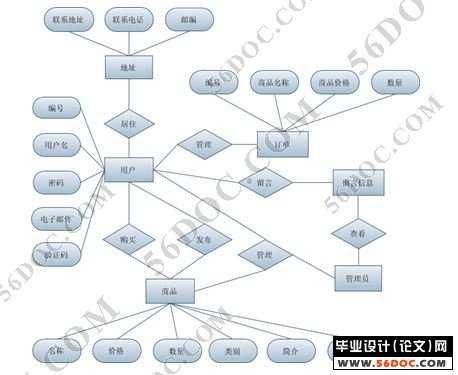 联系地址 联系电话 邮编
地址
编号 商品名称 商品价格 数量
编号
居住
管理
订单
用户名
用户
留言
留言信息
密码
电子邮件
购买
发布
查看
验证码
管理
管理员
商品
名称 价格 数量 类别 简介
毕业设计(论文)网
www.56DOC.com
56DOC.COM
56DOC.COM
56DOC.COM
56DOC.COM
56DOC.COM